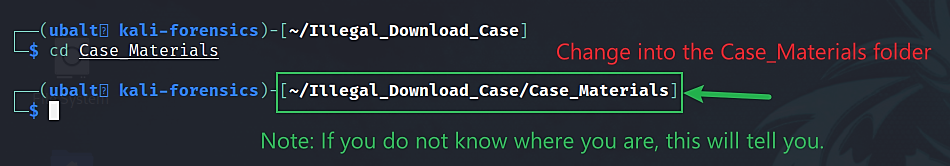 ┌──(ubalt㉿kali-forensics)-[~/Illegal_Download_Case]
└─$ cd Case_Materials
Change into the Case_Materials folder
┌──(ubalt㉿kali-forensics)-[~/Illegal_Download_Case/Case_Materials]
└─$
Note: If you do not know where you are, this will tell you.